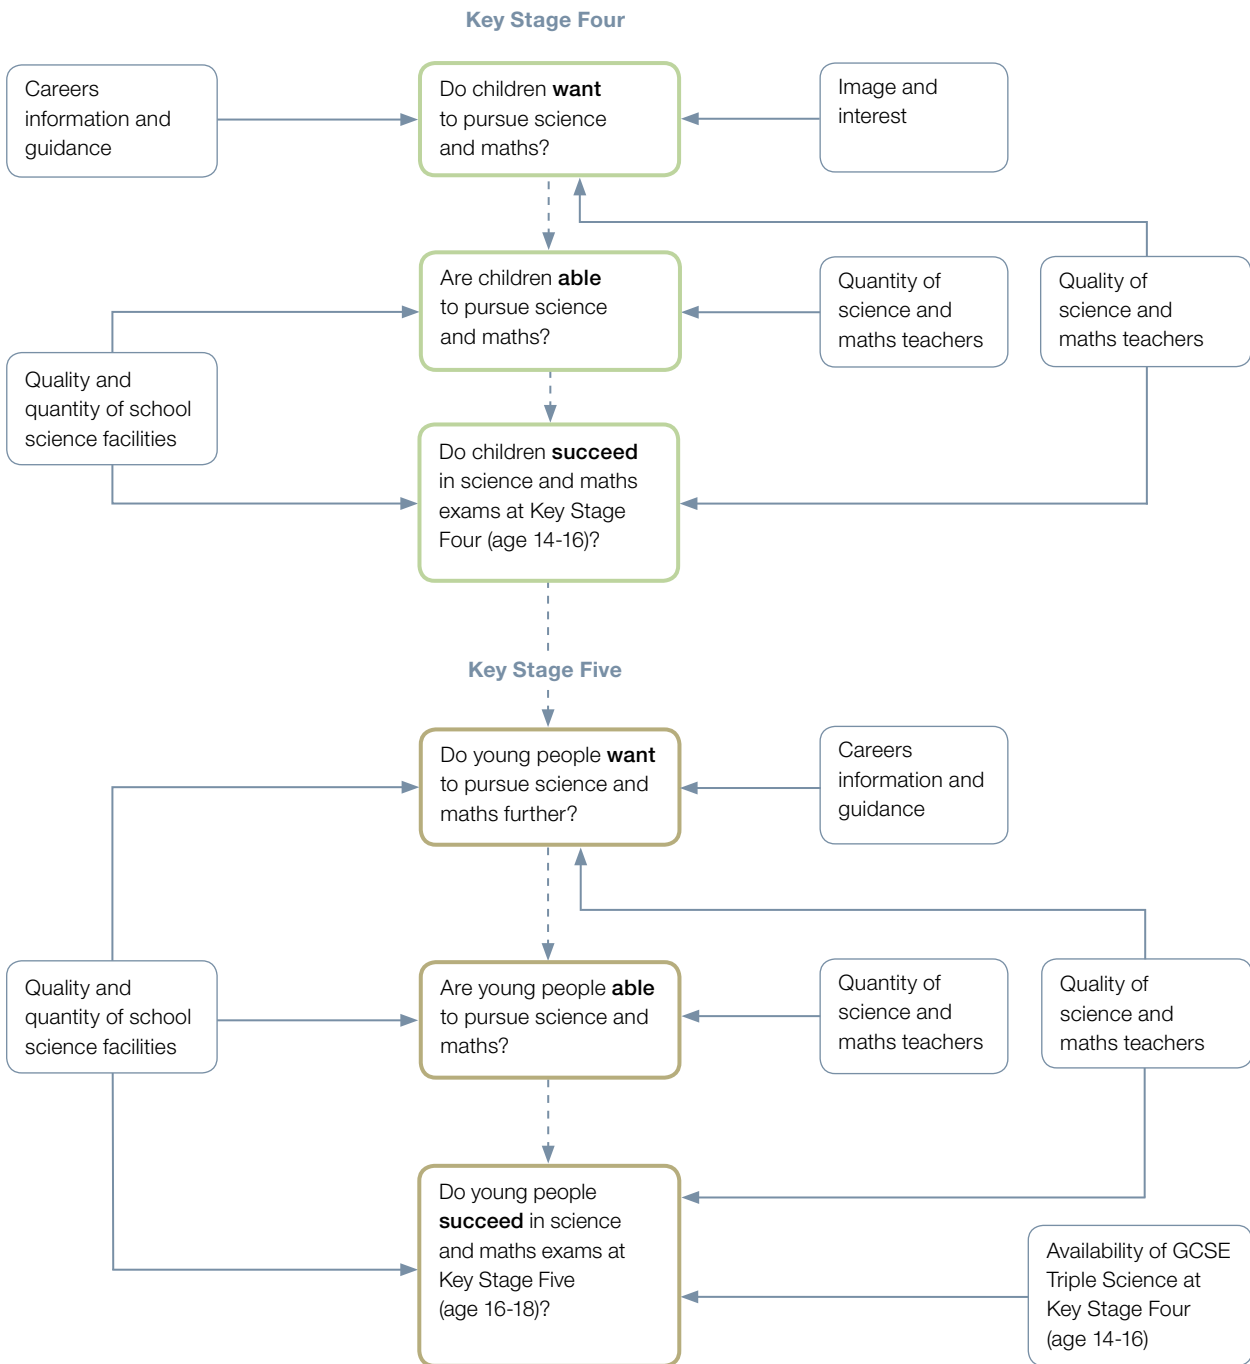 Key Stage Four
Careers
information and
guidance
Do children want
to pursue science
and maths?
Image and
interest
Are children able
to pursue science
and maths?
Quantity of
science and
maths teachers
Quality of
science and
maths teachers
Quality and
quantity of school
science facilities
Do children succeed
in science and maths
exams at Key Stage
Four (age 14-16)?
Key Stage Five
Do young people want
to pursue science and
maths further?
Careers
information and
guidance
Quality and
quantity of school
science facilities
Are young people able
to pursue science and
maths?
Quantity of
science and
maths teachers
Quality of
science and
maths teachers
Do young people
succeed in science
and maths exams at
Key Stage Five
(age 16-18)?
Availability of GCSE
Triple Science at
Key Stage Four
(age 14-16)